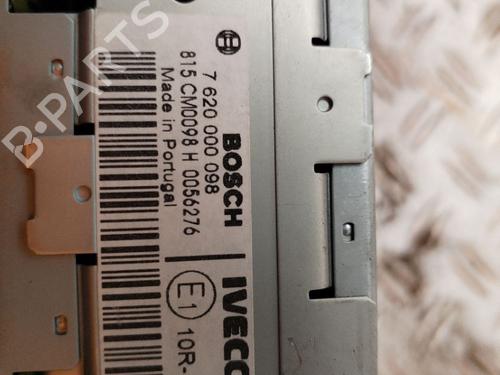 BOSCH
7 620 000 098
815 CM0098 H 0056276
Made in Portugal
IVECO
E1
10R-
B-PARTS